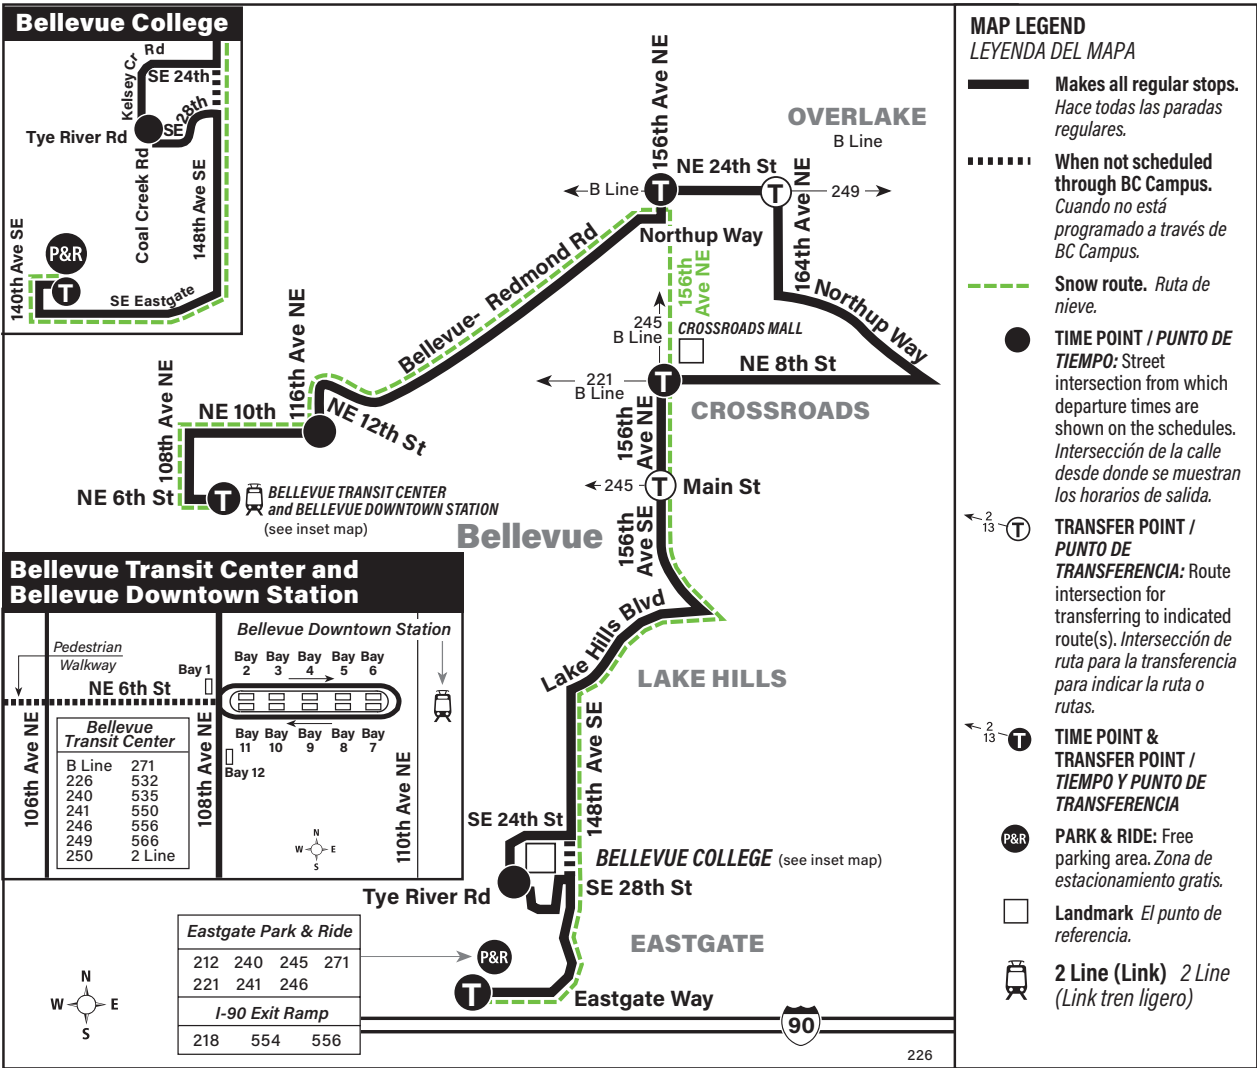 Bellevue College
Rd
Kelsey Cr
SE 24th
SE 28th
Tye River Rd
Coal Creek Rd
148th Ave SE
140th Ave SE
P&R
T
SE Eastgate
156th Ave NE
OVERLAKE
B Line
NE 24th St
B Line
T
T
249
Northup Way
164th Ave NE
Bellevue- Redmond Rd
156th
Ave NE
Northup Way
245
B Line
CROSSROADS MALL
116th Ave NE
NE 8th St
221
B Line
T
CROSSROADS
108th Ave NE
NE 10th
NE 12th St
156th
Ave NE
NE 6th St
T
BELLEVUE TRANSIT CENTER
and BELLEVUE DOWNTOWN STATION
(see inset map)
245
T
Main St
Bellevue
156th
Ave SE
Lake Hills Blvd
LAKE HILLS
148th Ave SE
SE 24th St
BELLEVUE COLLEGE (see inset map)
SE 28th St
Tye River Rd
EASTGATE
P&R
T
Eastgate Way
90
226
Bellevue Transit Center and
Bellevue Downtown Station
Pedestrian
Walkway
Bellevue Downtown Station
Bay 1
Bay Bay Bay Bay Bay
2 3 4 5 6
NE 6th St
Bay Bay Bay Bay Bay
11 10 9 8 7
Bay 12
106th Ave NE
108th Ave NE
110th Ave NE
Bellevue
Transit Center
B Line 271
226 532
240 535
241 550
246 556
249 566
250 2 Line
N
W E
S
Eastgate Park & Ride
212 240 245 271
221 241 246
I-90 Exit Ramp
218 554 556
N
W E
S
MAP LEGEND
LEYENDA DEL MAPA
Makes all regular stops.
Hace todas las paradas
regulares.
When not scheduled
through BC Campus.
Cuando no está
programado a través de
BC Campus.
Snow route. Ruta de
nieve.
TIME POINT / PUNTO DE
TIEMPO: Street
intersection from which
departure times are
shown on the schedules.
Intersección de la calle
desde donde se muestran
los horarios de salida.
2
13
T
TRANSFER POINT /
PUNTO DE
TRANSFERENCIA: Route
intersection for
transferring to indicated
route(s). Intersección de
ruta para la transferencia
para indicar la ruta o
rutas.
2
13
T
TIME POINT &
TRANSFER POINT /
TIEMPO Y PUNTO DE
TRANSFERENCIA
P&R
PARK & RIDE: Free
parking area. Zona de
estacionamiento gratis.
Landmark El punto de
referencia.
2 Line (Link) 2 Line
(Link tren ligero)